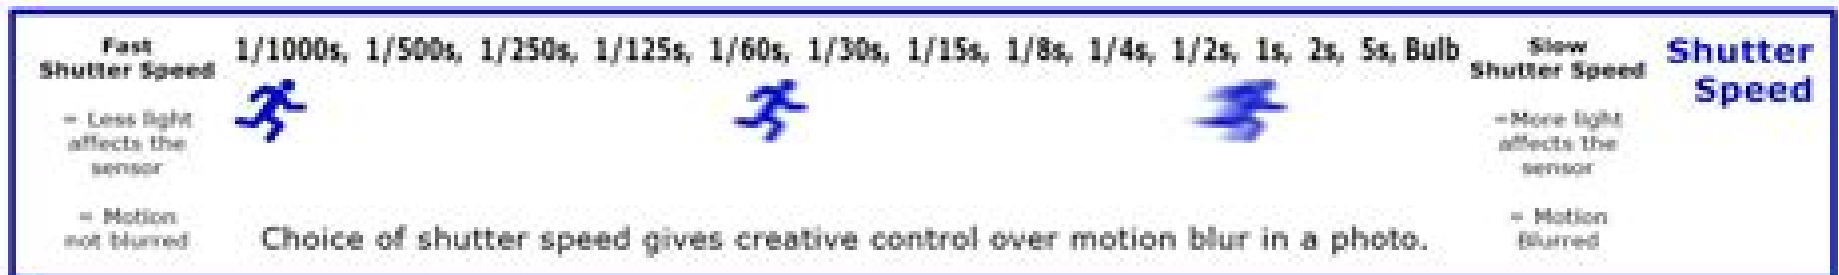 Fast
Shutter Speed
= Less light
affects the
sensor
= Motion
not blurred
1/1000s, 1/500s, 1/250s, 1/125s, 1/60s, 1/30s, 1/15s, 1/8s, 1/4s, 1/2s, 1s, 2s, 5s, Bulb
Choice of shutter speed gives creative control over motion blur in a photo.
Slow
Shutter Speed
=More light
affects the
sensor
= Motion
Blurred
Shutter
Speed